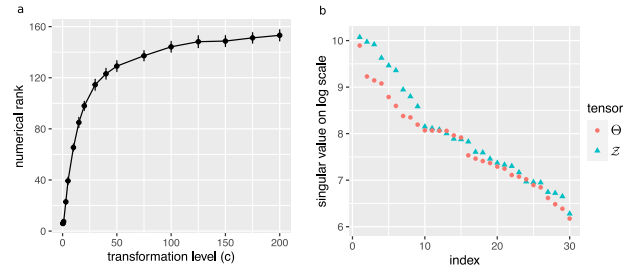 a
numerical rank
160
120
80
40
0
0
50
100
150
200
transformation level (c)
b
singular value on log scale
10
9
8
7
6
0
10
20
30
index
tensor
Θ
𝒵